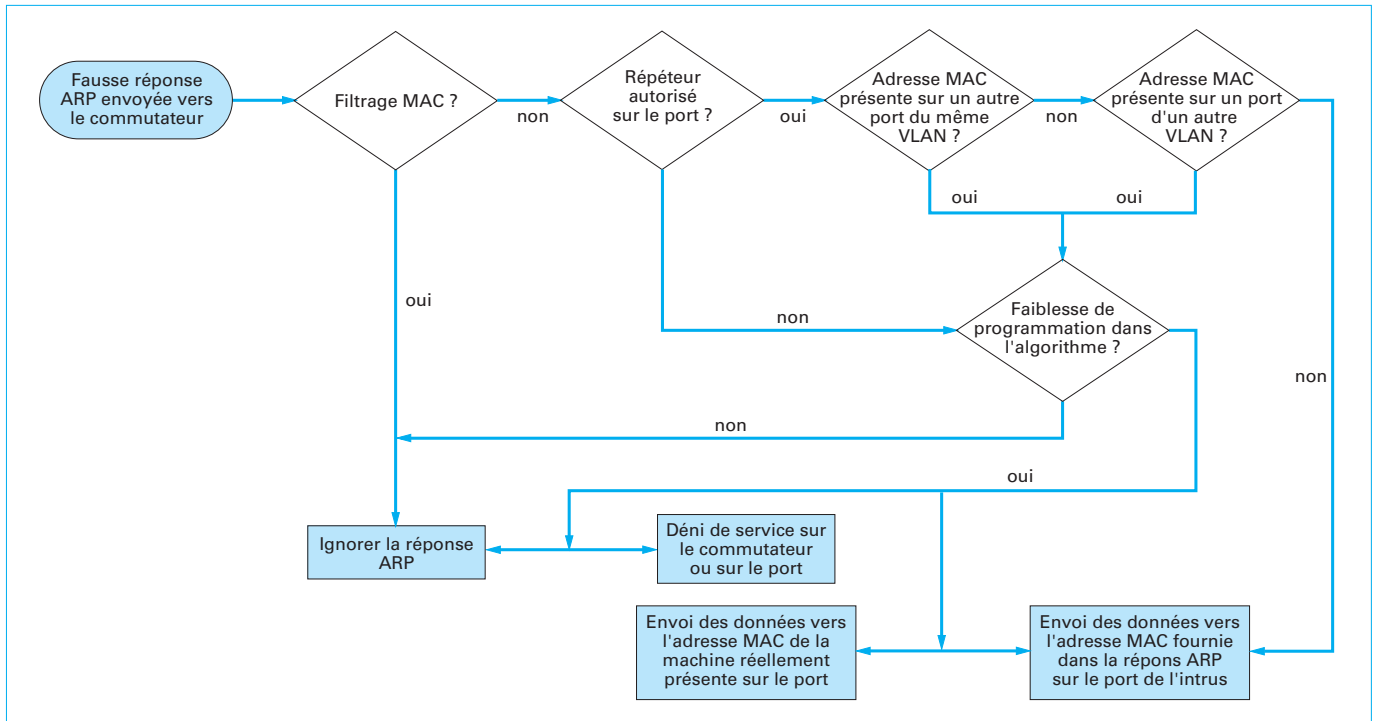 Fausse réponse
ARP envoyée vers
le commutateur
Filtrage MAC ?
non
Répéteur
autorisé
sur le port ?
oui
Adresse MAC
présente sur un autre
port du même
VLAN ?
non
Adresse MAC
présente sur un port
d'un autre
VLAN ?
oui
oui
oui
non
Faiblesse de
programmation dans
l'algorithme ?
non
non
oui
Ignorer la réponse
ARP
Déni de service sur
le commutateur
ou sur le port
Envoi des données vers
l'adresse MAC de la
machine réellement
présente sur le port
Envoi des données vers
l'adresse MAC fournie
dans la répons ARP
sur le port de l'intrus